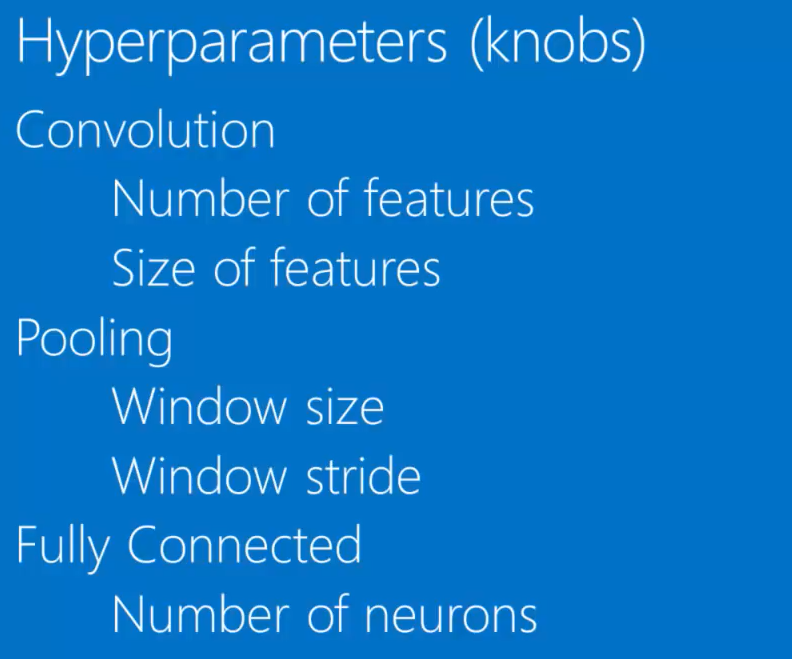 Hyperparameters (knobs)
Convolution
Number of features
Size of features
Pooling
Window size
Window stride
Fully Connected
Number of neurons